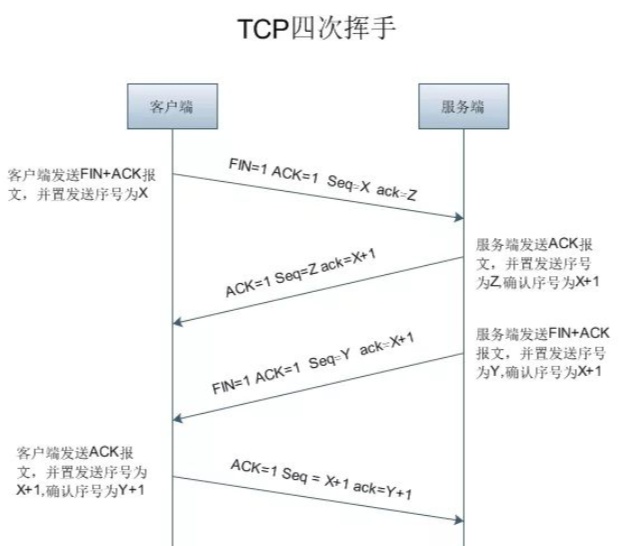 TCP四次挥手
客户端
服务端
客户端发送FIN+ACK报
文，并置发送序号为X
FIN=1 ACK=1 Seq=X ack=Z
服务端发送ACK报
文，并置发送序号
为Z,确认序号为X+1
ACK=1 Seq=Z ack=X+1
服务端发送FIN+ACK
报文，并置发送序号
为Y,确认序号为X+1
FIN=1 ACK=1 Seq=Y ack=X+1
客户端发送ACK报
文，并置发送序号为
X+1,确认序号为Y+1
ACK=1 Seq = X+1 ack=Y+1